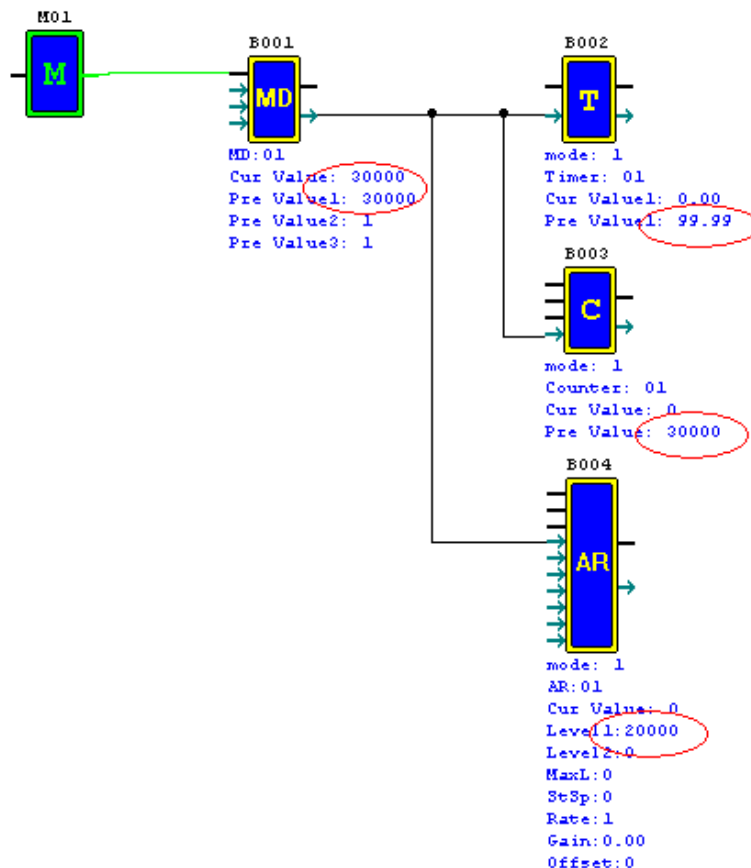 M01
M
B001
MD
MD:01
Cur Value: 30000
Pre Value1: 30000
Pre Value2: 1
Pre Value3: 1
B002
T
mode: 1
Timer: 01
Cur Value1: 0.00
Pre Value1: 99.99
B003
C
mode: 1
Counter: 01
Cur Value: 0
Pre Value: 30000
B004
AR
mode: 1
AR:01
Cur Value: 0
Level1:20000
Level2:0
MaxL:0
StSp:0
Rate:1
Gain:0.00
Offset:0